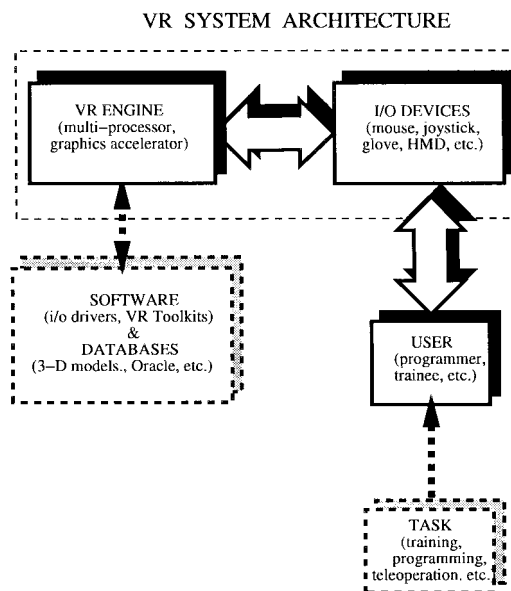 VR SYSTEM ARCHITECTURE
VR ENGINE
(multi-processor,
graphics accelerator)
I/O DEVICES
(mouse, joystick,
glove, HMD, etc.)
SOFTWARE
(i/o drivers, VR Toolkits)
&
DATABASES
(3-D models., Oracle, etc.)
USER
(programmer,
trainee, etc.)
TASK
(training,
programming,
teleoperation. etc.)